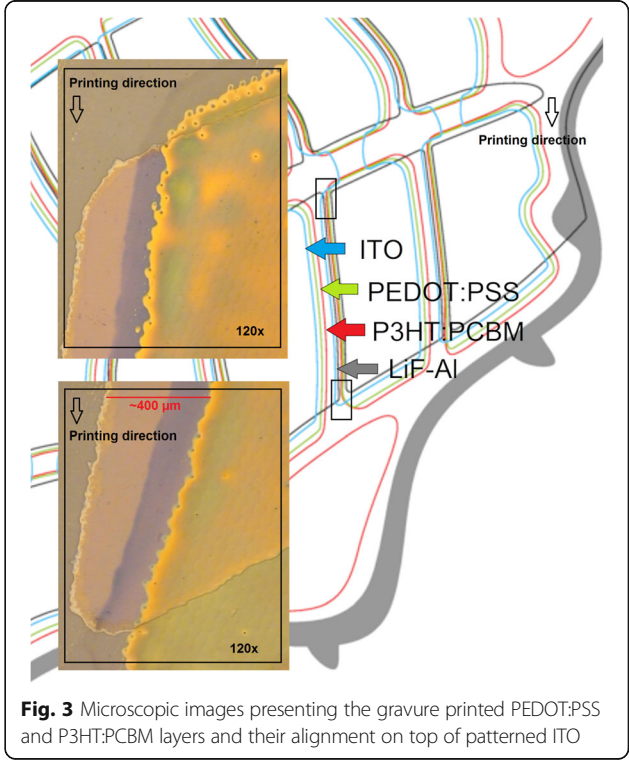 Printing direction
120x
Printing direction
ITO
PEDOT:PSS
P3HT:PCBM
LiF-Al
~400 µm
Printing direction
120x
Fig. 3 Microscopic images presenting the gravure printed PEDOT:PSS
and P3HT:PCBM layers and their alignment on top of patterned ITO